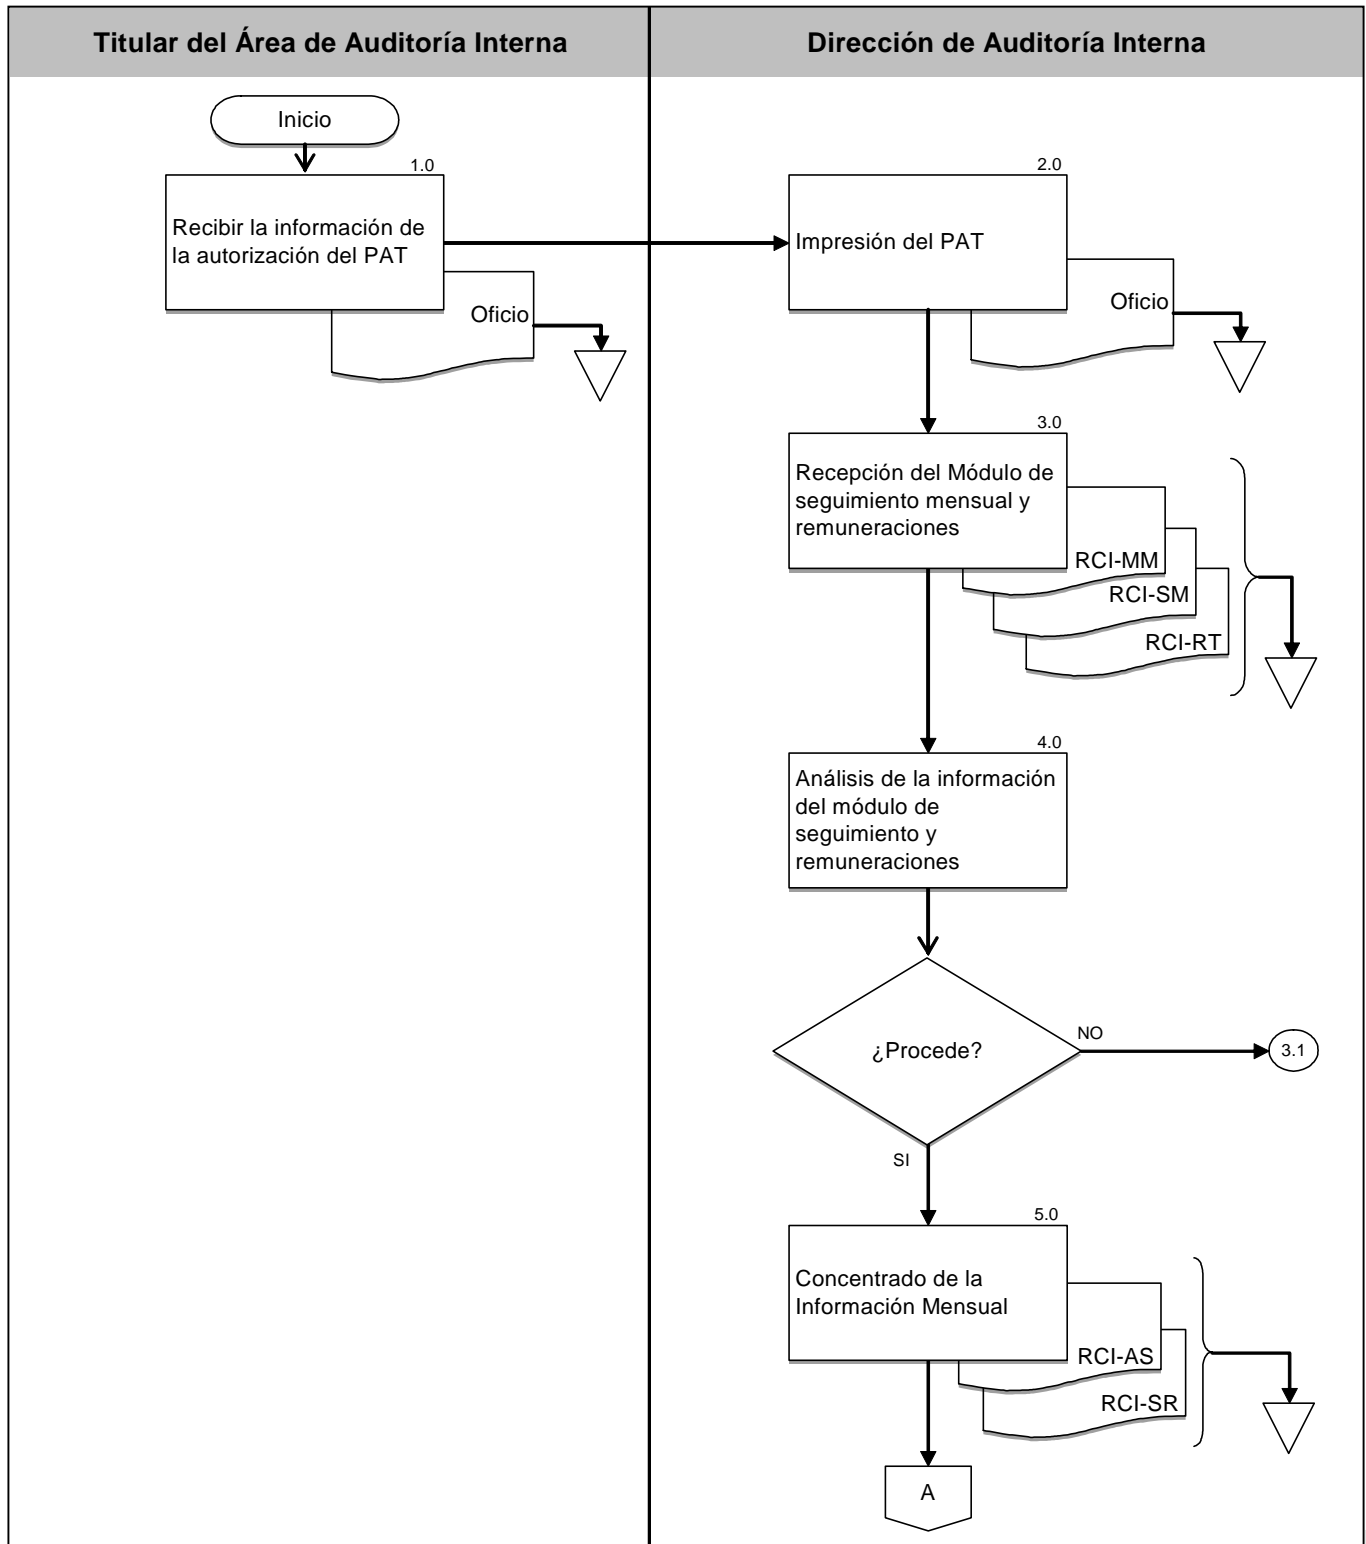 Titular del Área de Auditoría Interna
Dirección de Auditoría Interna
Inicio
1.0
Recibir la información de
la autorización del PAT
Oficio
2.0
Impresión del PAT
Oficio
3.0
Recepción del Módulo de
seguimiento mensual y
remuneraciones
RCI-MM
RCI-SM
RCI-RT
4.0
Análisis de la información
del módulo de
seguimiento y
remuneraciones
¿Procede?
NO
3.1
SI
5.0
Concentrado de la
Información Mensual
RCI-AS
RCI-SR
A